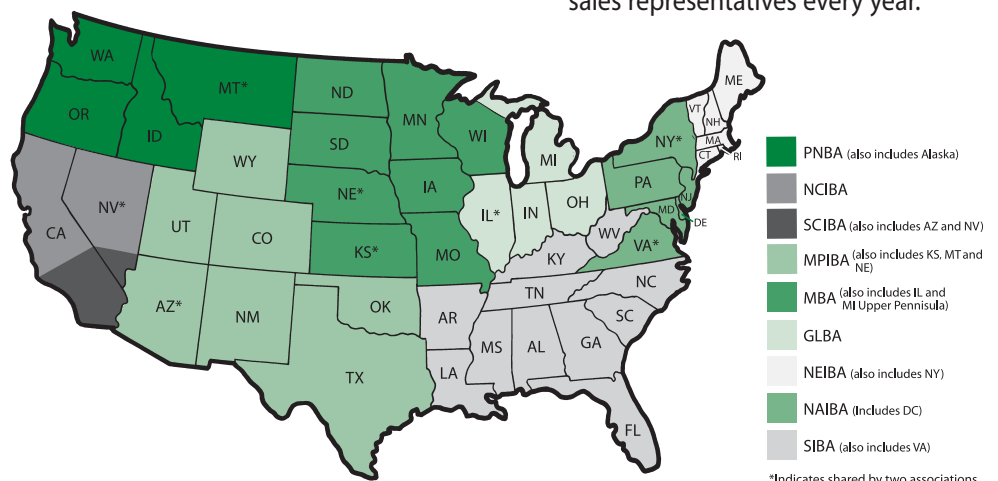 sales representatives every year.
WA
MT*
ND
MN
OR
ID
SD
WI
WY
MI
NE*
IA
NV*
UT
CO
IL*
IN
OH
PA
NY*
VT
NH
ME
MA
CT
RI
NJ
MD
DE
CA
KS*
MO
WV
VA*
KY
AZ*
NM
OK
AR
TN
NC
SC
TX
LA
MS
AL
GA
FL
PNBA (also includes Alaska)
NCIBA
SCIBA (also includes AZ and NV)
MPIBA (also includes KS, MT and
NE)
MBA (also includes IL and
MI Upper Pennisula)
GLBA
NEIBA (also includes NY)
NAIBA (Includes DC)
SIBA (also includes VA)
*Indicates shared by two associations